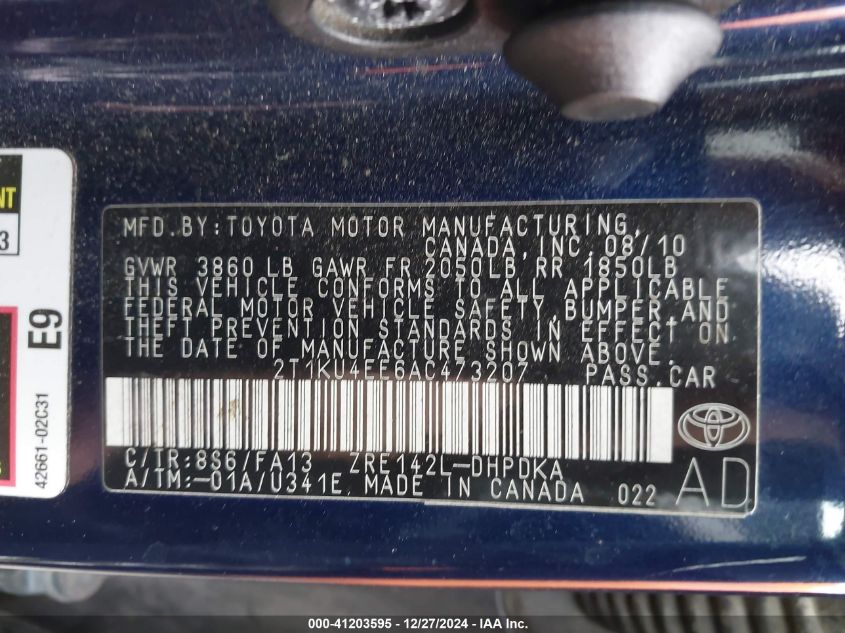 NT
3
E9
42661-02C31
MFD.BY:TOYOTA MOTOR MANUFACTURING,
CANADA,INC. 08/10
GVWR 3860 LB GAWR FR 2050LB RR 1850LB
THIS VEHICLE CONFORMS TO ALL APPLICABLE
FEDERAL MOTOR VEHICLE SAFETY,BUMPER,AND
THEFT PREVENTION STANDARDS IN EFFECT ON
THE DATE OF MANUFACTURE SHOWN ABOVE.
2T1KU4EE6AC473207 PASS.CAR
C/TR:8S6/FA13 ZRE142L-DHPDKA
A/TM:-01A/U341E MADE IN CANADA 022
AD
000-41203595 - 12/27/2024 - IAA Inc.